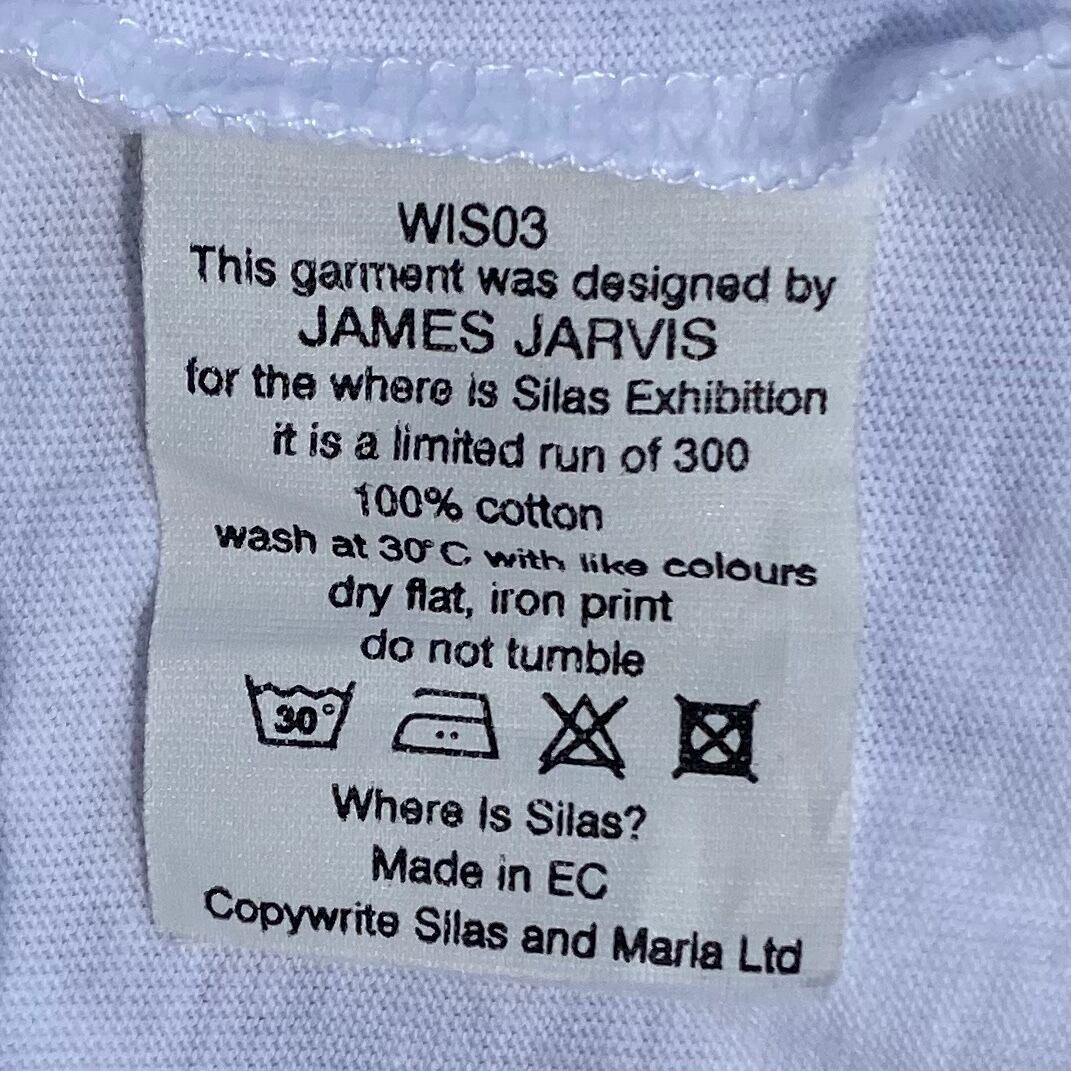 WIS03
This garment was designed by
JAMES JARVIS
for the where is Silas Exhibition
it is a limited run of 300
100% cotton
wash at 30°C with like colours
dry flat, iron print
do not tumble
30°
Where Is Silas?
Made in EC
Copywrite Silas and Maria Ltd